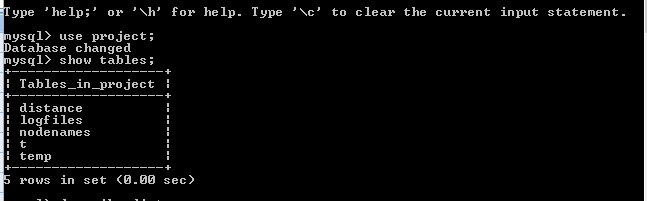 Type 'help;' or '\h' for help. Type '\c' to clear the current input statement.
mysql> use project;
Database changed
mysql> show tables;
+-------------------+
| Tables_in_project |
+-------------------+
| distance          |
| logfiles          |
| nodenames         |
| t                 |
| temp              |
+-------------------+
5 rows in set (0.00 sec)